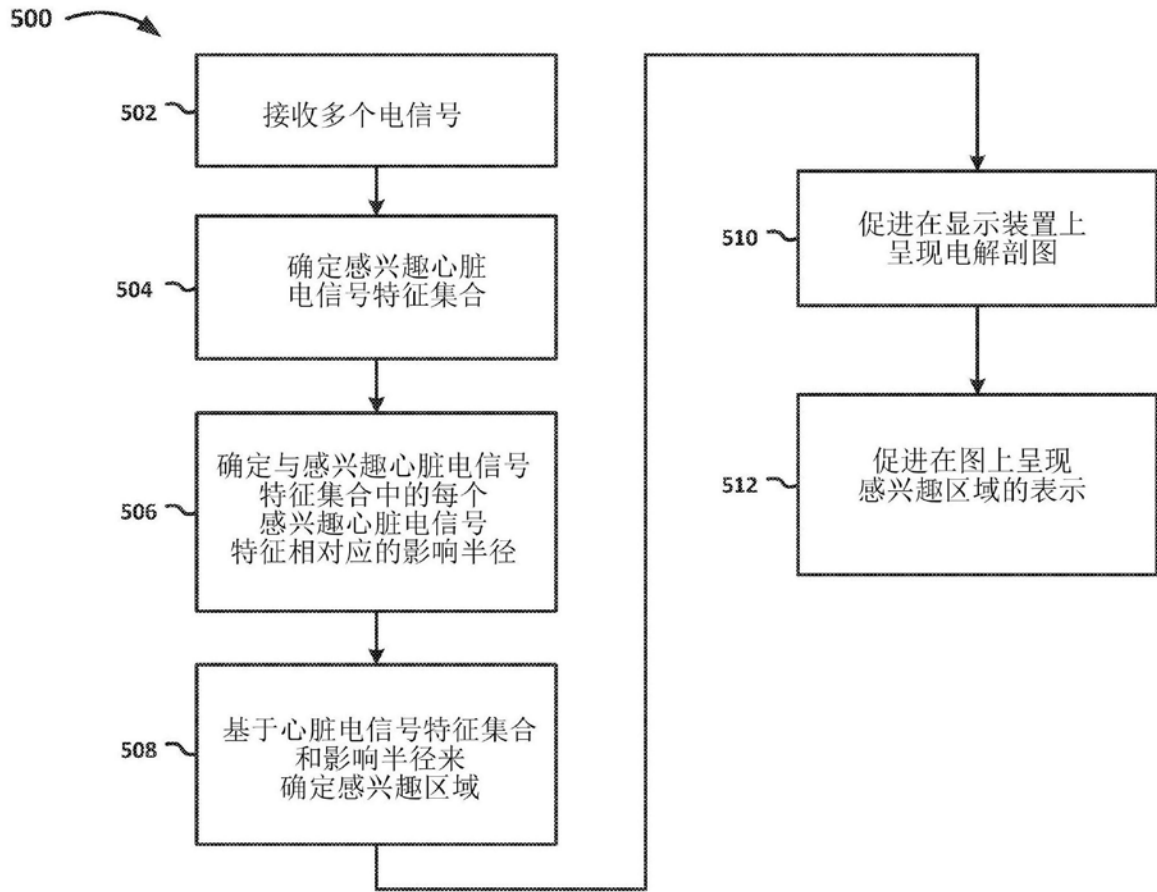 500
502
接收多个电信号
504
确定感兴趣心脏
电信号特征集合
506
确定与感兴趣心脏电信号
特征集合中的每个
感兴趣心脏电信号
特征相对应的影响半径
508
基于心脏电信号特征集合
和影响半径来
确定感兴趣区域
510
促进在显示装置上
呈现电解剖图
512
促进在图上呈现
感兴趣区域的表示